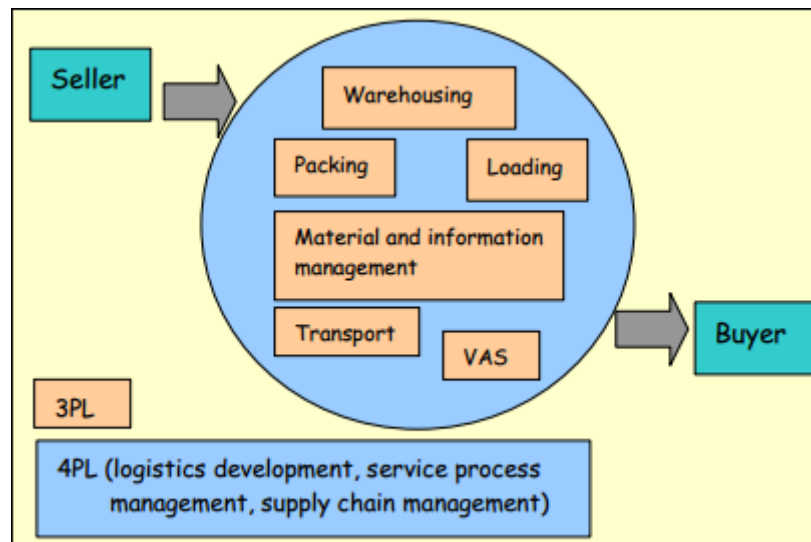 Seller
Warehousing
Packing
Loading
Material and information
management
Transport
VAS
Buyer
3PL
4PL (logistics development, service process
management, supply chain management)